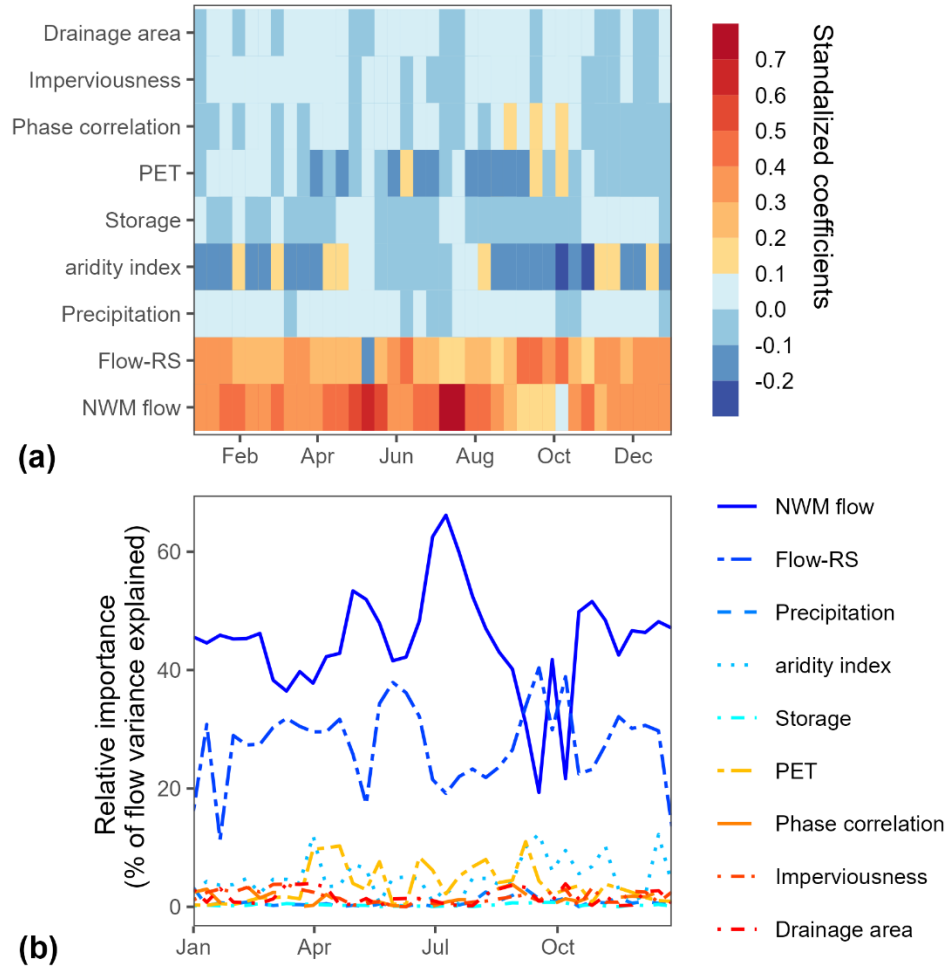 Drainage area
Imperviousness
Phase correlation
PET
Storage
aridity index
Precipitation
Flow-RS
NWM flow
Feb Apr Jun Aug Oct Dec
(a)
0.7
0.6
0.5
0.4
0.3
0.2
0.1
0.0
-0.1
-0.2
Standalized coefficients
Relative importance
(% of flow variance explained)
60
40
20
0
Jan Apr Jul Oct
(b)
NWM flow
Flow-RS
Precipitation
aridity index
Storage
PET
Phase correlation
Imperviousness
Drainage area